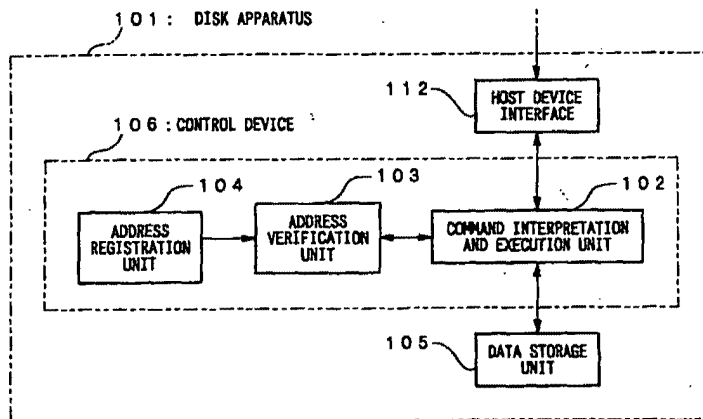 101: DISK APPARATUS
112
HOST DEVICE
INTERFACE
106: CONTROL DEVICE
104
103
102
ADDRESS
REGISTRATION
UNIT
ADDRESS
VERIFICATION
UNIT
COMMAND INTERPRETATION
AND EXECUTION UNIT
105
DATA STORAGE
UNIT